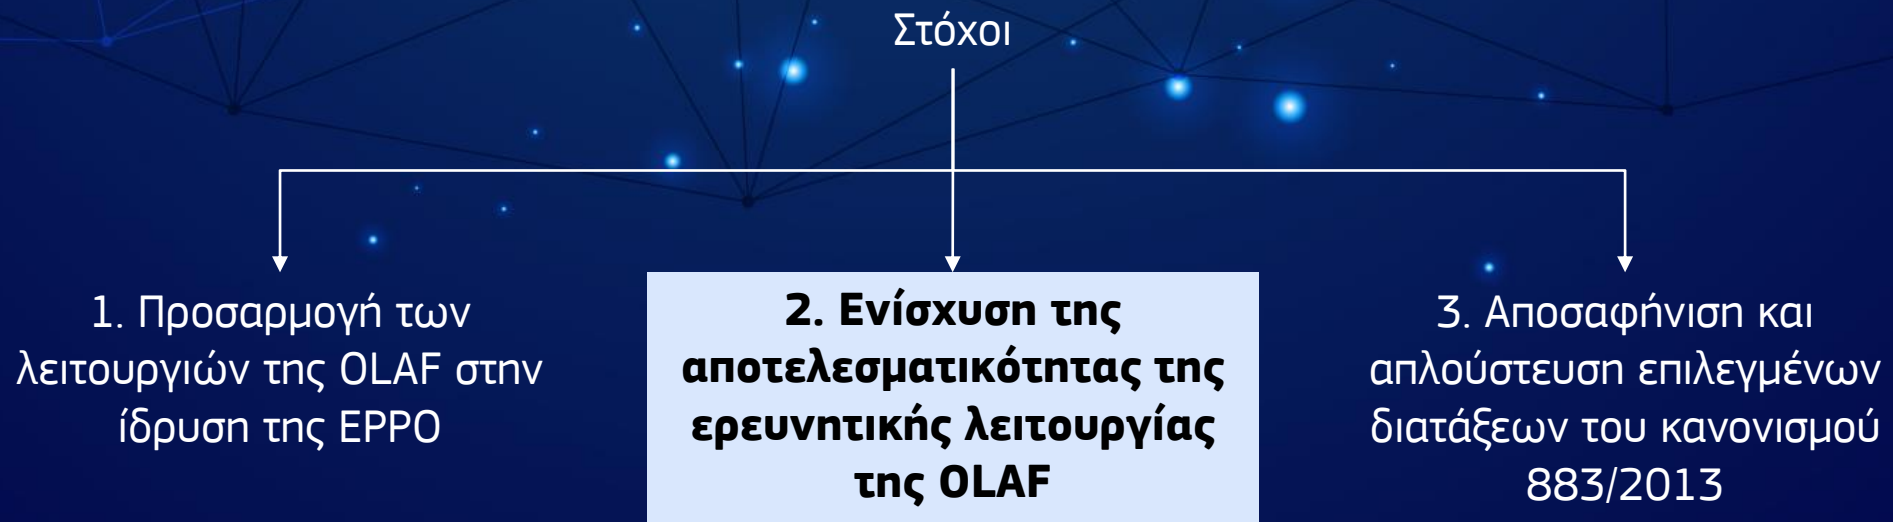 Στόχοι
1. Προσαρμογή των
λειτουργιών της OLAF στην
ίδρυση της EPPO
2. Ενίσχυση της
αποτελεσματικότητας της
ερευνητικής λειτουργίας
της OLAF
3. Αποσαφήνιση και
απλούστευση επιλεγμένων
διατάξεων του κανονισμού
883/2013